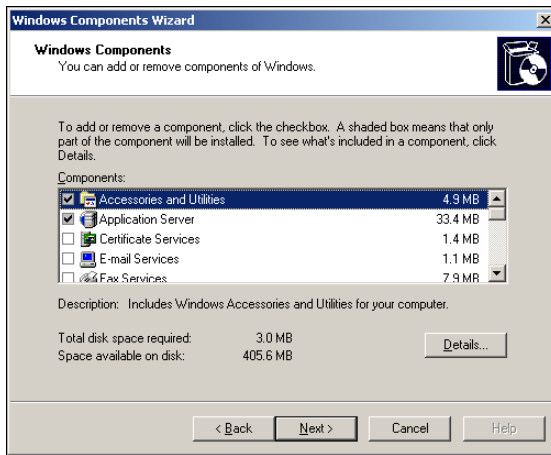 Windows Components Wizard
Windows Components
You can add or remove components of Windows.
To add or remove a component, click the checkbox. A shaded box means that only
part of the component will be installed. To see what's included in a component, click
Details.
Components:
Accessories and Utilities 4.9 MB
Application Server 33.4 MB
Certificate Services 1.4 MB
E-mail Services 1.1 MB
Fax Services 7.9 MB
Description: Includes Windows Accessories and Utilities for your computer.
Total disk space required: 3.0 MB
Space available on disk: 405.6 MB
Details...
< Back Next > Cancel Help